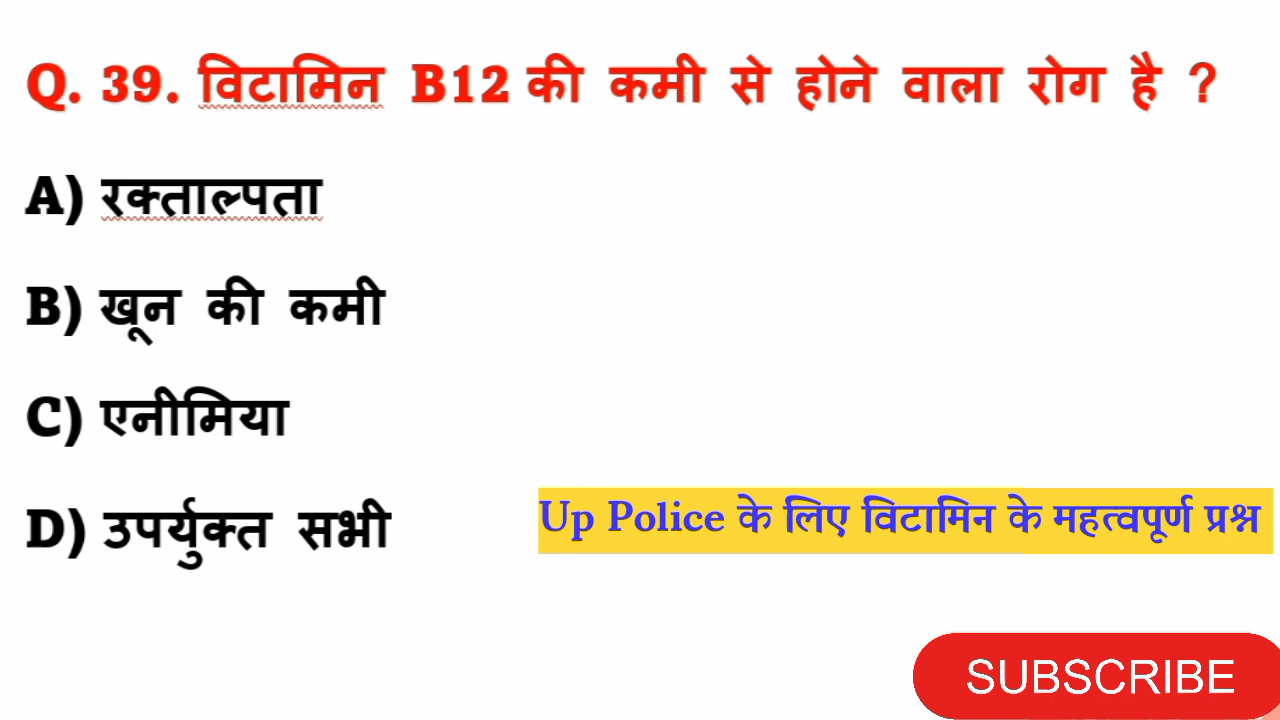 Q. 39. विटामिन B12 की कमी से होने वाला रोग है ?
A) रक्ताल्पता
B) खून की कमी
C) एनीमिया
D) उपर्युक्त सभी
Up Police के लिए विटामिन के महत्वपूर्ण प्रश्न
SUBSCRIBE